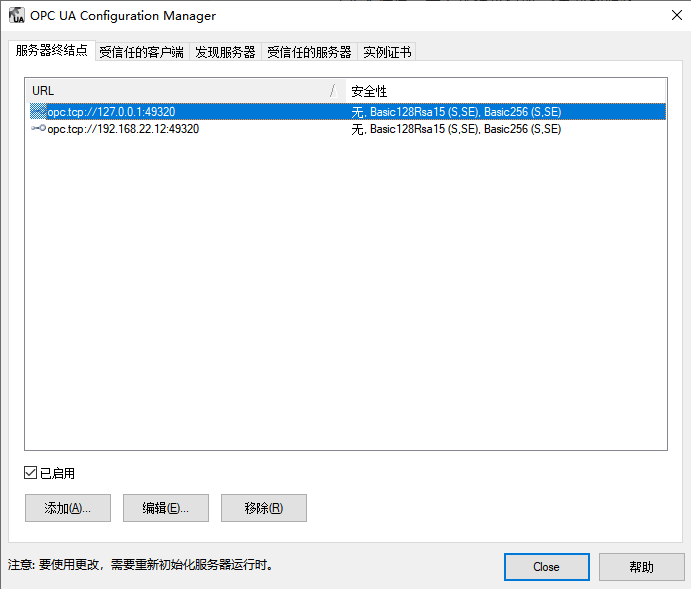 OPC UA Configuration Manager
服务器终结点 受信任的客户端 发现服务器 受信任的服务器 实例证书
URL 安全性
opc.tcp://127.0.0.1:49320 无, Basic128Rsa15 (S,SE), Basic256 (S,SE)
opc.tcp://192.168.22.12:49320 无, Basic128Rsa15 (S,SE), Basic256 (S,SE)
已启用
添加(A)... 编辑(E)... 移除(R)
注意: 要使用更改，需要重新初始化服务器运行时。
Close 帮助